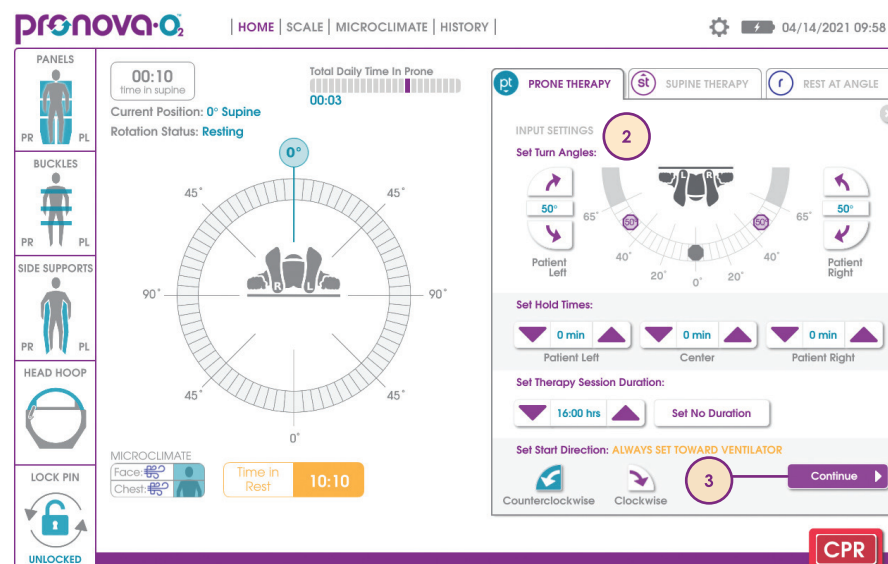 pronova·O2
HOME | SCALE | MICROCLIMATE | HISTORY |
04/14/2021 09:58
PANELS
PR PL
BUCKLES
PR PL
SIDE SUPPORTS
PR PL
HEAD HOOP
LOCK PIN
UNLOCKED
00:10
time in supine
Total Daily Time In Prone
00:03
Current Position: 0° Supine
Rotation Status: Resting
0°
45° 45°
R L
90° 90°
45° 45°
0°
MICROCLIMATE
Face:
Chest:
Time in
Rest
10:10
pt PRONE THERAPY
st SUPINE THERAPY
r REST AT ANGLE
INPUT SETTINGS
2
Set Turn Angles:
50°
Patient
Left
L R
65° 50° 50° 65°
40° 40°
20° 20°
0°
50°
Patient
Right
Set Hold Times:
0 min 0 min 0 min
Patient Left Center Patient Right
Set Therapy Session Duration:
16:00 hrs Set No Duration
Set Start Direction: ALWAYS SET TOWARD VENTILATOR
Counterclockwise Clockwise
3
Continue
CPR